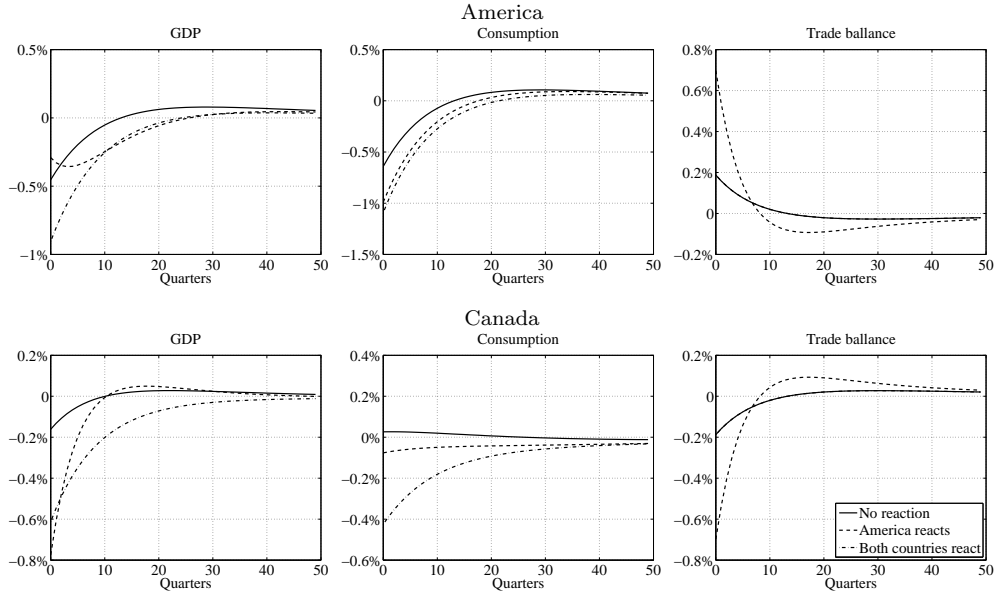 America
GDP
Consumption
Trade ballance
0.5%
0
−0.5%
−1%
0 10 20 30 40 50
Quarters
0.5%
0
−0.5%
−1%
−1.5%
0 10 20 30 40 50
Quarters
0.8%
0.6%
0.4%
0.2%
0
−0.2%
0 10 20 30 40 50
Quarters
Canada
GDP
Consumption
Trade ballance
0.2%
0
−0.2%
−0.4%
−0.6%
−0.8%
0 10 20 30 40 50
Quarters
0.4%
0.2%
0%
−0.2%
−0.4%
−0.6%
0 10 20 30 40 50
Quarters
0.2%
0
−0.2%
−0.4%
−0.6%
−0.8%
0 10 20 30 40 50
Quarters
No reaction
America reacts
Both countries react